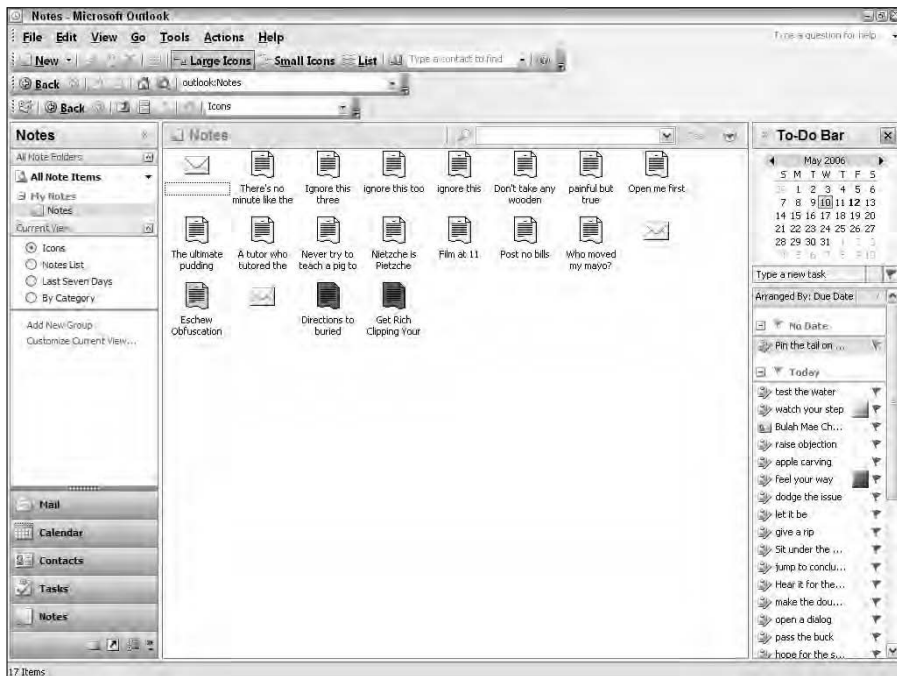 Notes - Microsoft Outlook
File Edit View Go Tools Actions Help
Type a question for help
New Large Icons Small Icons List Type a contact to find
Back outlook:Notes
Back Icons
Notes
All Note Folders
All Note Items
My Notes
Notes
Current View
Icons
Notes List
Last Seven Days
By Category
Add New Group
Customize Current View...
Mail
Calendar
Contacts
Tasks
Notes
Notes
There's no minute like the
Ignore this three
ignore this too
ignore this
Don't take any wooden
painful but true
Open me first
The ultimate pudding
A tutor who tutored the
Never try to teach a pig to
Nietzche is Pietzche
Film at 11
Post no bills
Who moved my mayo?
Eschew Obfuscation
Directions to buried
Get Rich Clipping Your
To-Do Bar
May 2006
S M T W T F S
1 2 3 4 5 6
7 8 9 10 11 12 13
14 15 16 17 18 19 20
21 22 23 24 25 26 27
28 29 30 31 1 2 3
4 5 6 7 8 9 10
Type a new task
Arranged By: Due Date
No Date
Pin the tail on ...
Today
test the water
watch your step
Bulah Mae Ch...
raise objection
apple carving
feel your way
dodge the issue
let it be
give a rip
Sit under the ...
jump to conclu...
Hear it for the...
make the dou...
open a dialog
pass the buck
hope for the s...
17 Items